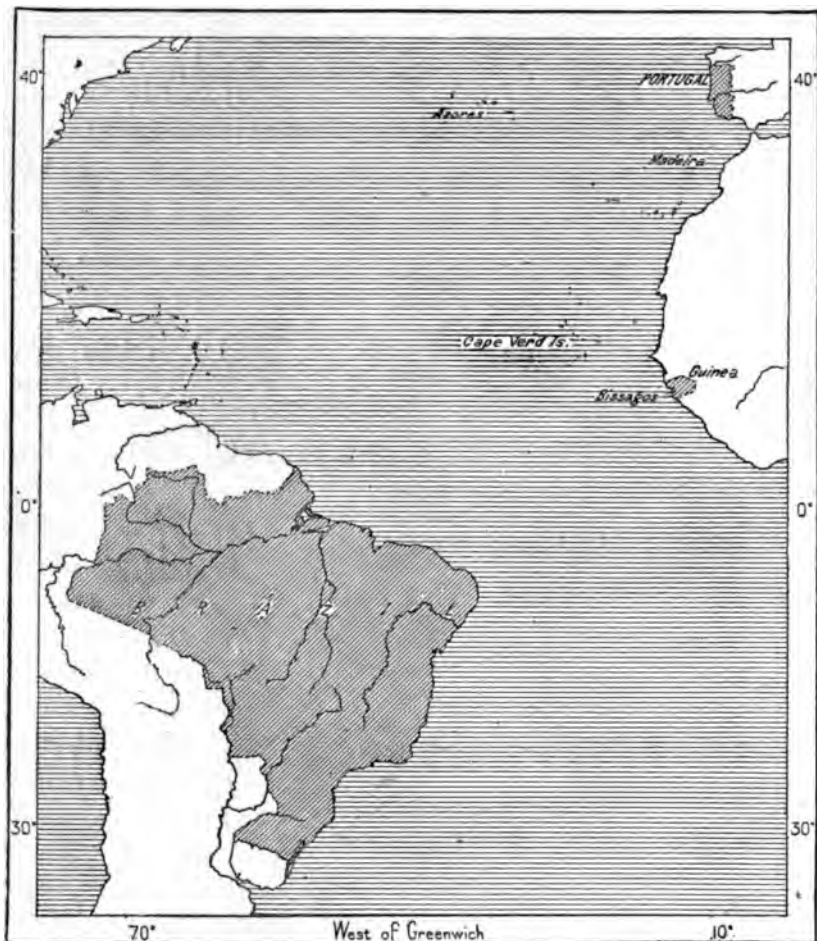 40°
PORTUGAL
40°
Azores
Madeira
Cape Verd Is.
Guinea
Bissagos
0°
0°
B R A Z I L
30°
30°
70°
West of Greenwich
10°